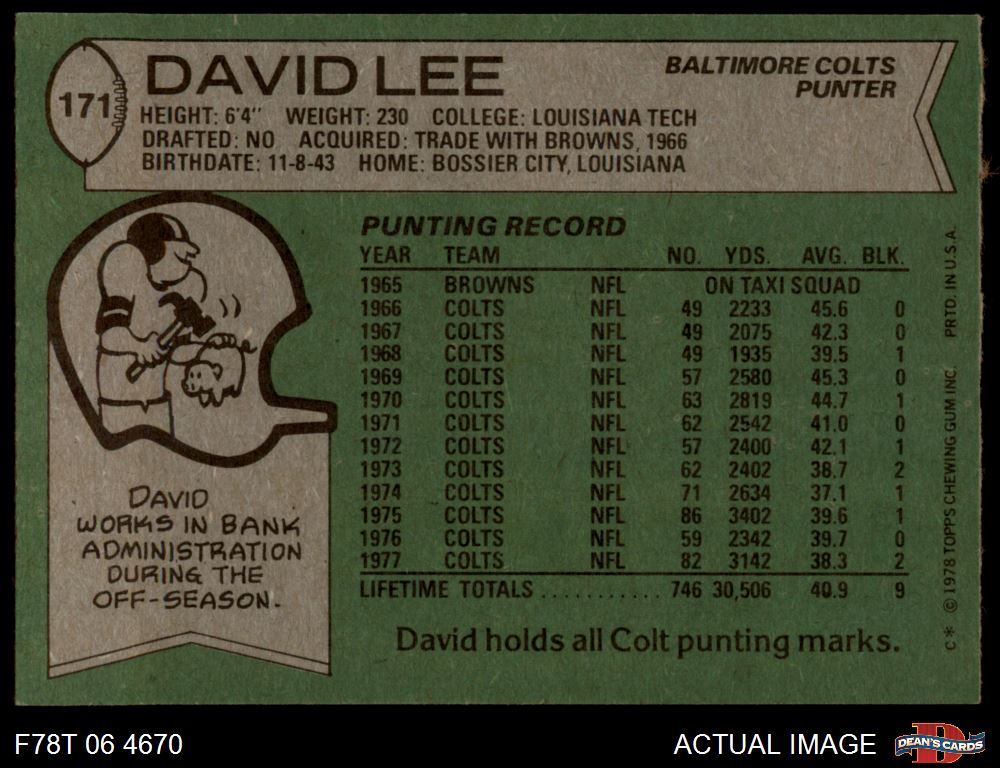 171
DAVID LEE
BALTIMORE COLTS
PUNTER
HEIGHT: 6'4" WEIGHT: 230 COLLEGE: LOUISIANA TECH
DRAFTED: NO ACQUIRED: TRADE WITH BROWNS, 1966
BIRTHDATE: 11-8-43 HOME: BOSSIER CITY, LOUISIANA
DAVID
WORKS IN BANK
ADMINISTRATION
DURING THE
OFF-SEASON.
PUNTING RECORD
YEAR TEAM NO. YDS. AVG. BLK.
1965 BROWNS NFL ON TAXI SQUAD
1966 COLTS NFL 49 2233 45.6 0
1967 COLTS NFL 49 2075 42.3 0
1968 COLTS NFL 49 1935 39.5 1
1969 COLTS NFL 57 2580 45.3 0
1970 COLTS NFL 63 2819 44.7 1
1971 COLTS NFL 62 2542 41.0 0
1972 COLTS NFL 57 2400 42.1 1
1973 COLTS NFL 62 2402 38.7 2
1974 COLTS NFL 71 2634 37.1 1
1975 COLTS NFL 86 3402 39.6 1
1976 COLTS NFL 59 2342 39.7 0
1977 COLTS NFL 82 3142 38.3 2
LIFETIME TOTALS ........... 746 30,506 40.9 9
David holds all Colt punting marks.
C* © 1978 TOPPS CHEWING GUM INC. PRTD. IN U.S.A.
F78T 06 4670
ACTUAL IMAGE
D
DEAN'S CARDS